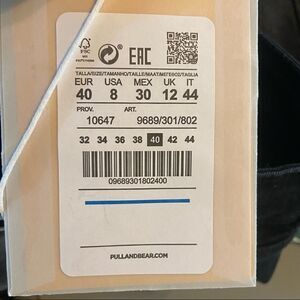 FSC
EAC
TALLA/SIZE/TAMANHO/TAILLE/MAAT/METSECO/TAGLIA
EUR USA MEX UK IT
40 8 30 12 44
PROV. ART.
10647 9689/301/802
32 34 36 38 40 42 44
09689301802400
PULLANDBEAR.COM